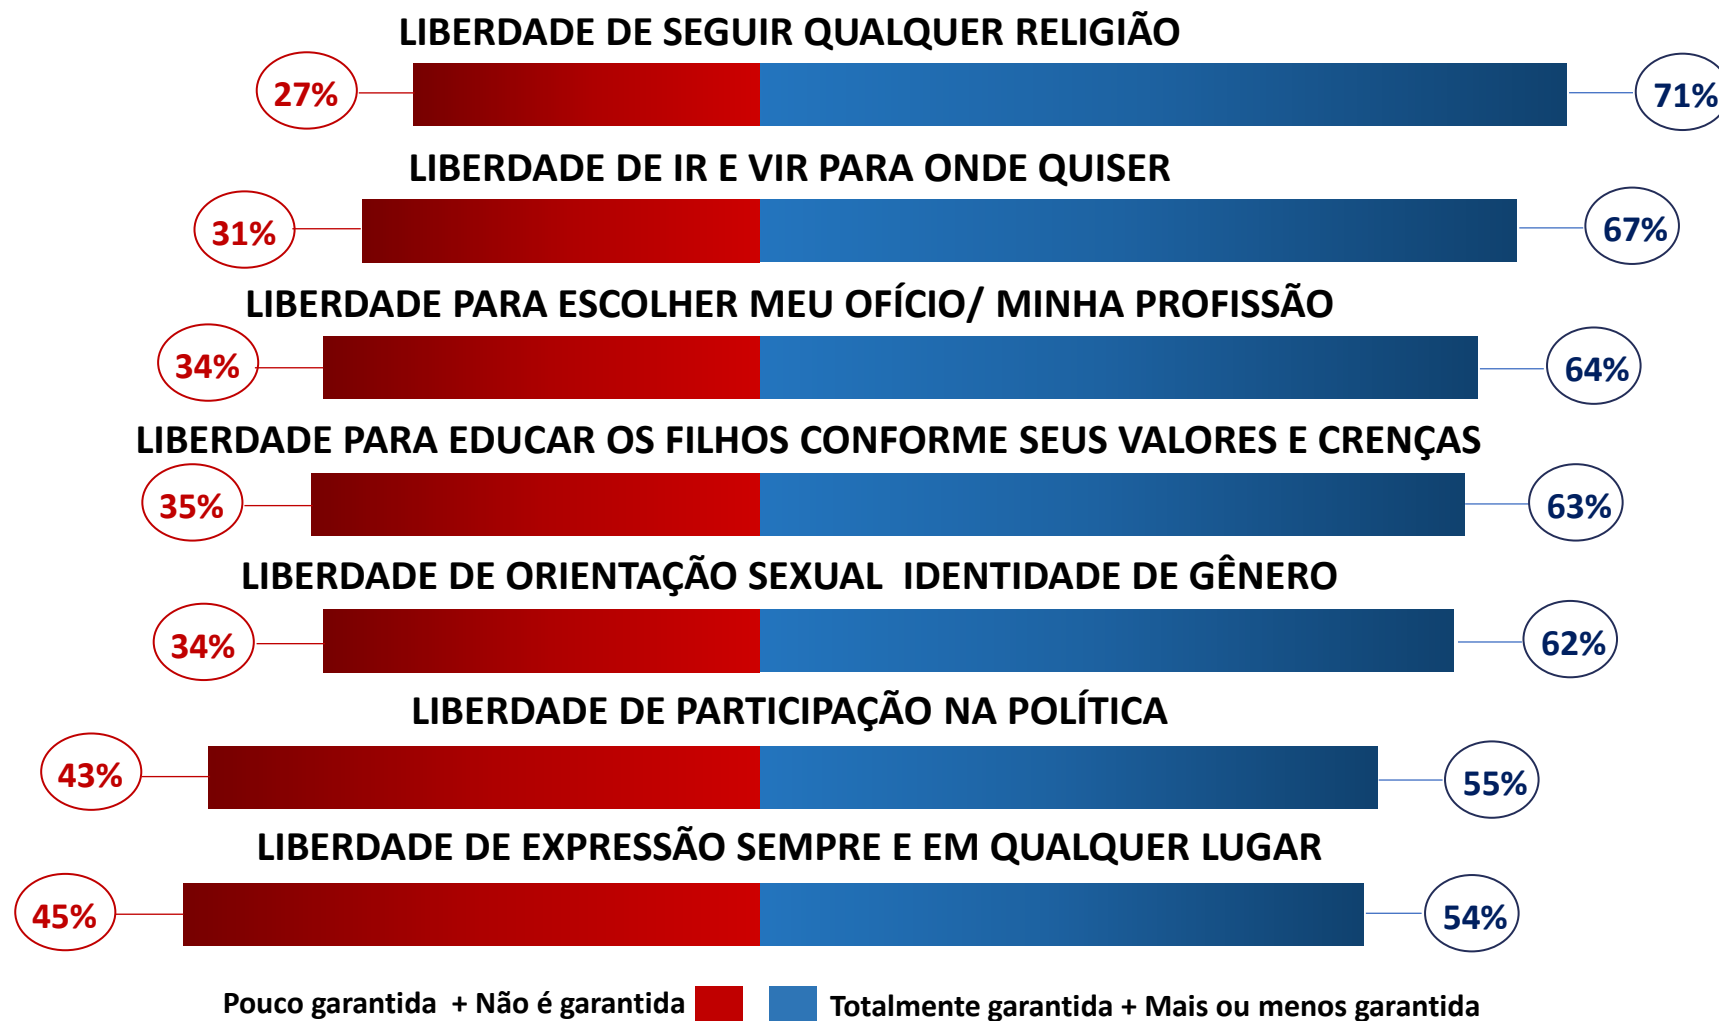 LIBERDADE DE SEGUIR QUALQUER RELIGIÃO
27%
71%
LIBERDADE DE IR E VIR PARA ONDE QUISER
31%
67%
LIBERDADE PARA ESCOLHER MEU OFÍCIO/ MINHA PROFISSÃO
34%
64%
LIBERDADE PARA EDUCAR OS FILHOS CONFORME SEUS VALORES E CRENÇAS
35%
63%
LIBERDADE DE ORIENTAÇÃO SEXUAL  IDENTIDADE DE GÊNERO
34%
62%
LIBERDADE DE PARTICIPAÇÃO NA POLÍTICA
43%
55%
LIBERDADE DE EXPRESSÃO SEMPRE E EM QUALQUER LUGAR
45%
54%
Pouco garantida  + Não é garantida
Totalmente garantida + Mais ou menos garantida